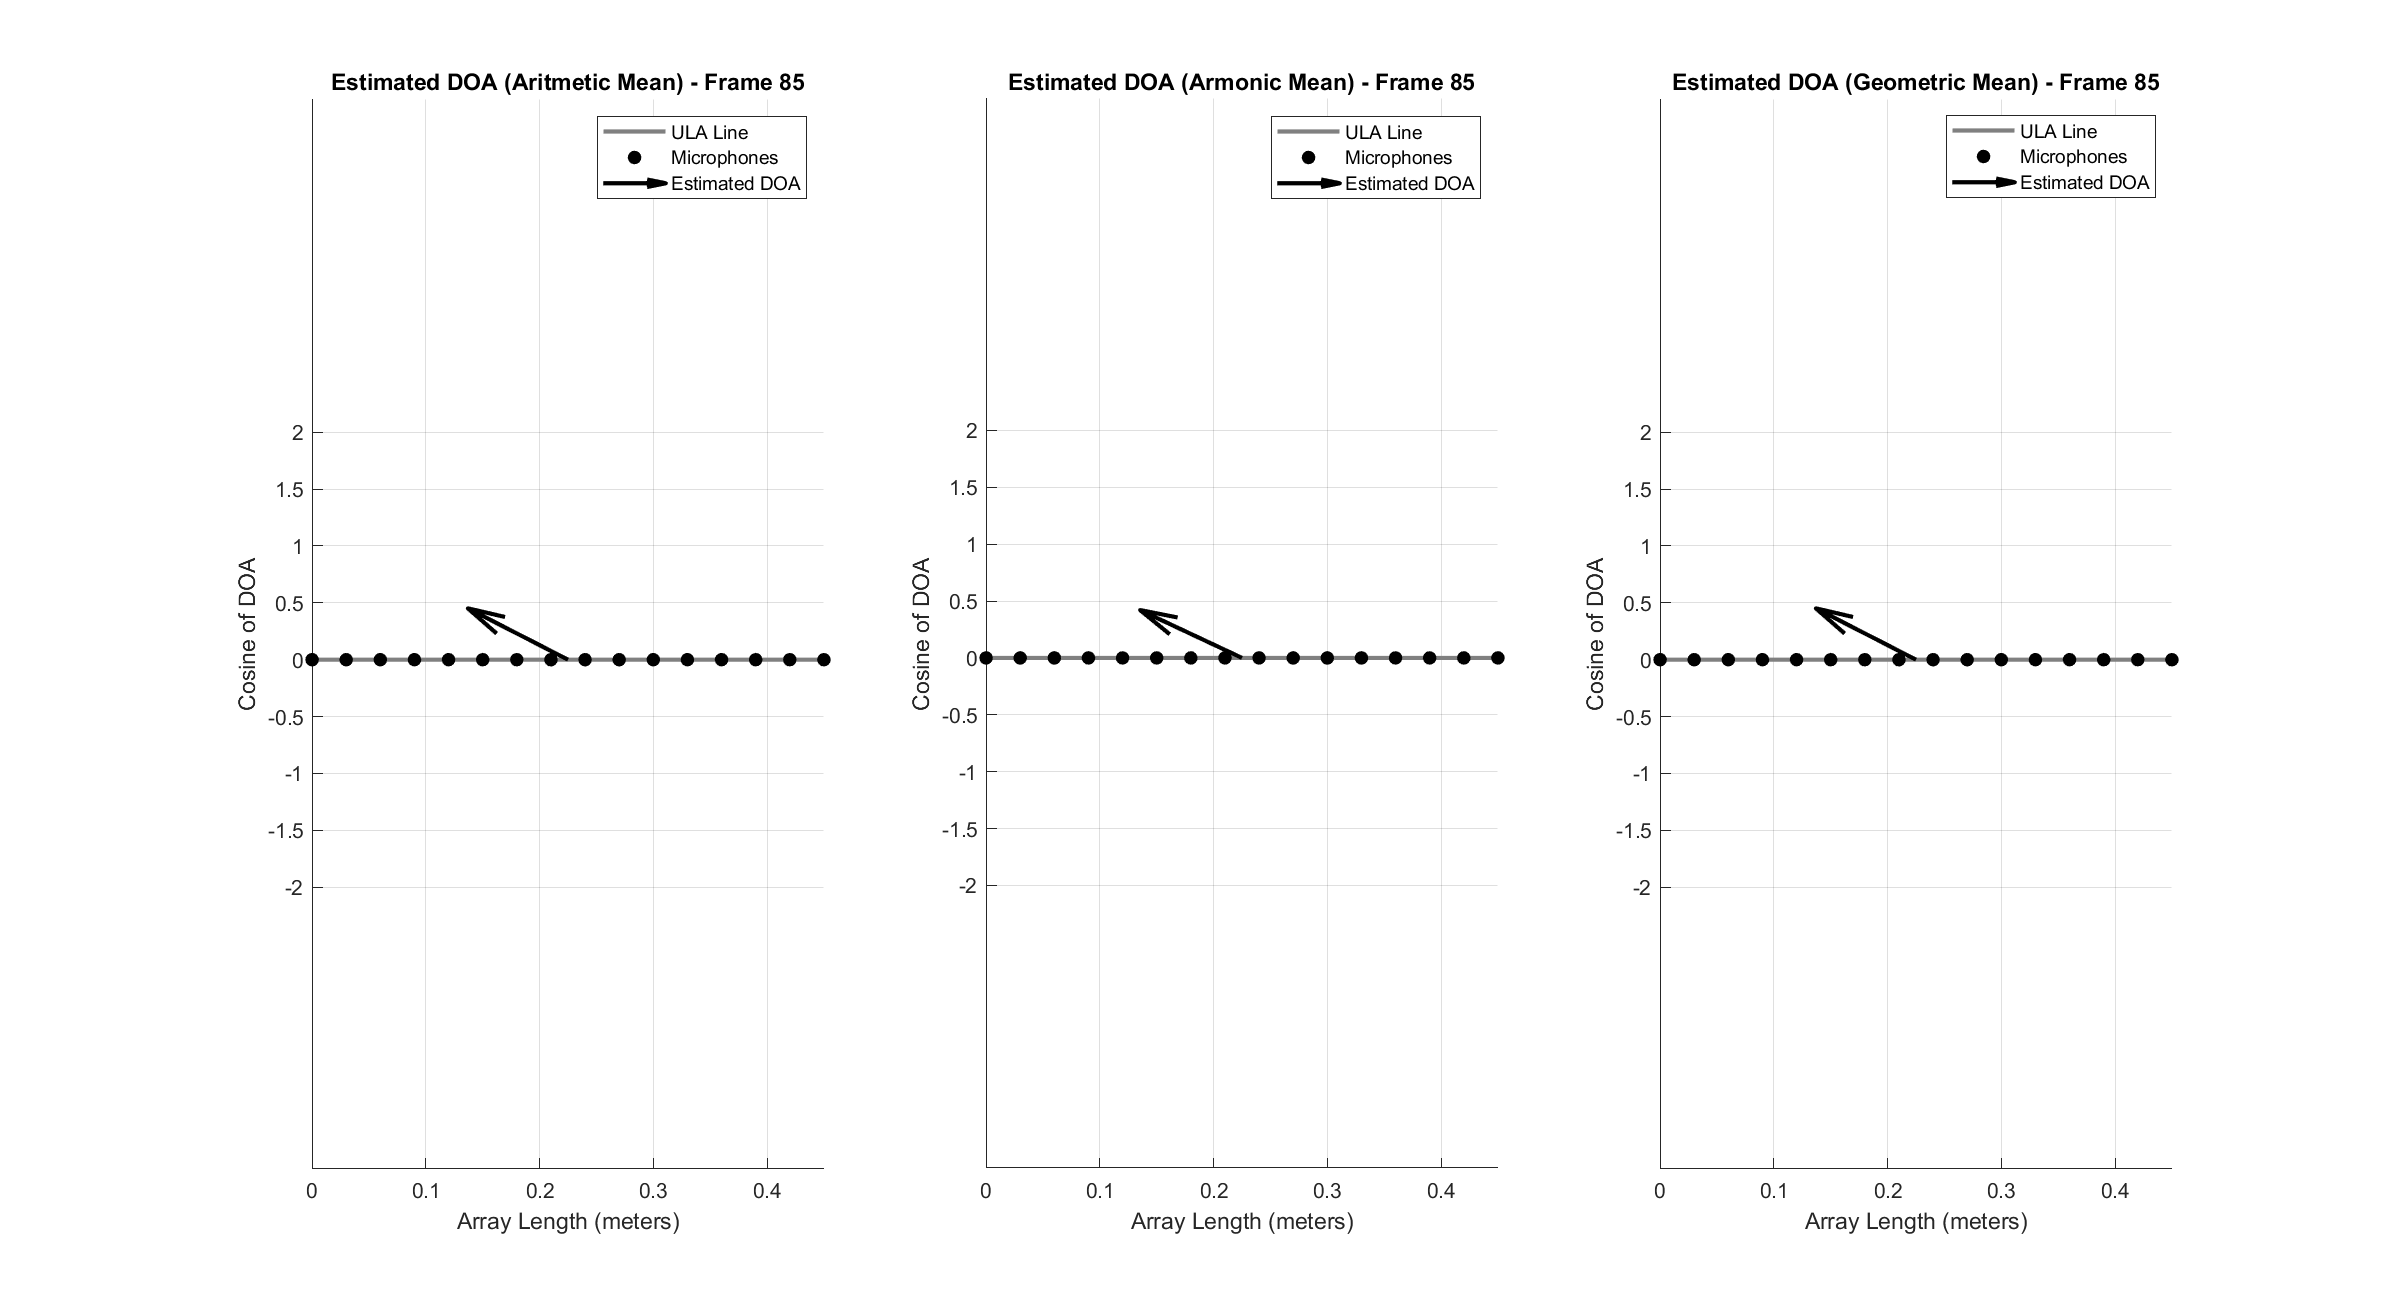 Estimated DOA (Aritmetic Mean) - Frame 85
ULA Line
Microphones
Estimated DOA
2
1.5
1
0.5
0
-0.5
-1
-1.5
-2
Cosine of DOA
0 0.1 0.2 0.3 0.4
Array Length (meters)
Estimated DOA (Armonic Mean) - Frame 85
ULA Line
Microphones
Estimated DOA
2
1.5
1
0.5
0
-0.5
-1
-1.5
-2
Cosine of DOA
0 0.1 0.2 0.3 0.4
Array Length (meters)
Estimated DOA (Geometric Mean) - Frame 85
ULA Line
Microphones
Estimated DOA
2
1.5
1
0.5
0
-0.5
-1
-1.5
-2
Cosine of DOA
0 0.1 0.2 0.3 0.4
Array Length (meters)